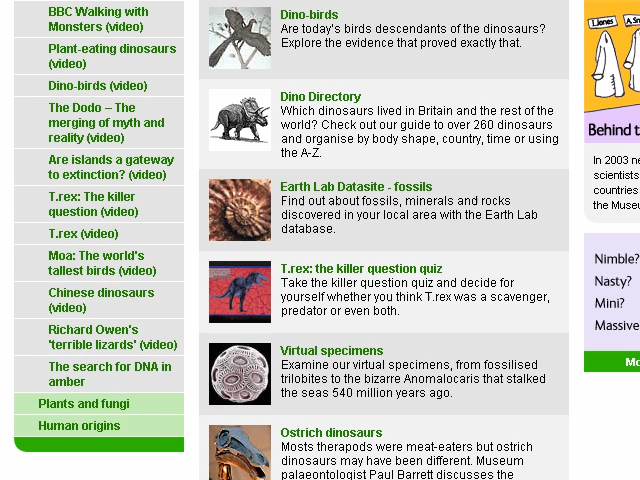 BBC Walking with
Monsters (video)
Plant-eating dinosaurs
(video)
Dino-birds (video)
The Dodo – The
merging of myth and
reality (video)
Are islands a gateway
to extinction? (video)
T.rex: The killer
question (video)
T.rex (video)
Moa: The world's
tallest birds (video)
Chinese dinosaurs
(video)
Richard Owen's
'terrible lizards' (video)
The search for DNA in
amber
Plants and fungi
Human origins
Dino-birds
Are today's birds descendants of the dinosaurs?
Explore the evidence that proved exactly that.
Dino Directory
Which dinosaurs lived in Britain and the rest of the
world? Check out our guide to over 260 dinosaurs
and organise by body shape, country, time or using
the A-Z.
Earth Lab Datasite - fossils
Find out about fossils, minerals and rocks
discovered in your local area with the Earth Lab
database.
T.rex: the killer question quiz
Take the killer question quiz and decide for
yourself whether you think T.rex was a scavenger,
predator or even both.
Virtual specimens
Examine our virtual specimens, from fossilised
trilobites to the bizarre Anomalocaris that stalked
the seas 540 million years ago.
Ostrich dinosaurs
Mosts therapods were meat-eaters but ostrich
dinosaurs may have been different. Museum
palaeontologist Paul Barrett discusses the
I.Jones
Behind t
In 2003 ne
scientists
countries
the Museu
Nimble?
Nasty?
Mini?
Massive
Mo